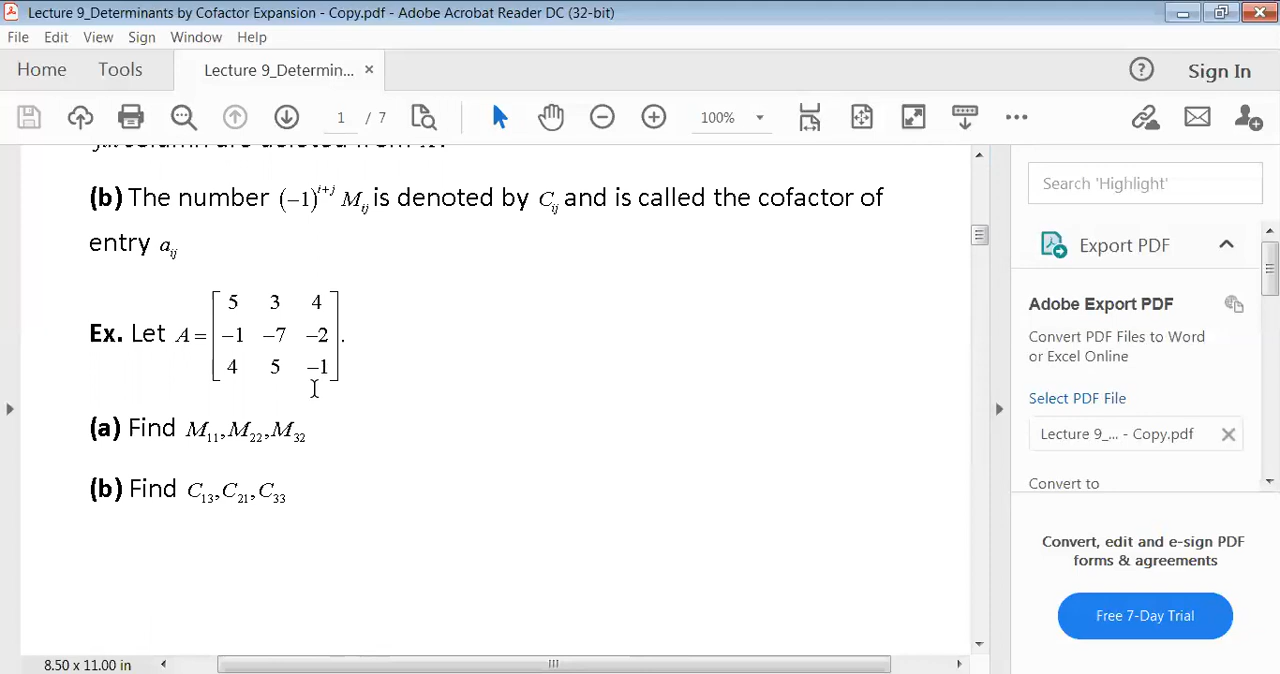 Lecture 9_Determinants by Cofactor Expansion - Copy.pdf - Adobe Acrobat Reader DC (32-bit)
File Edit View Sign Window Help
Home Tools Lecture 9_Determin... × Sign In
1 / 7 100%
column are deleted from A.
(b) The number (−1)^{i+j} M_{ij} is denoted by C_{ij} and is called the cofactor of
entry a_{ij}
Ex. Let A = [5 3 4
−1 −7 −2
4 5 −1].
(a) Find M_{11}, M_{22}, M_{32}
(b) Find C_{13}, C_{21}, C_{33}
8.50 x 11.00 in
Search 'Highlight'
Export PDF
Adobe Export PDF
Convert PDF Files to Word
or Excel Online
Select PDF File
Lecture 9_... - Copy.pdf
Convert to
Convert, edit and e-sign PDF
forms & agreements
Free 7-Day Trial